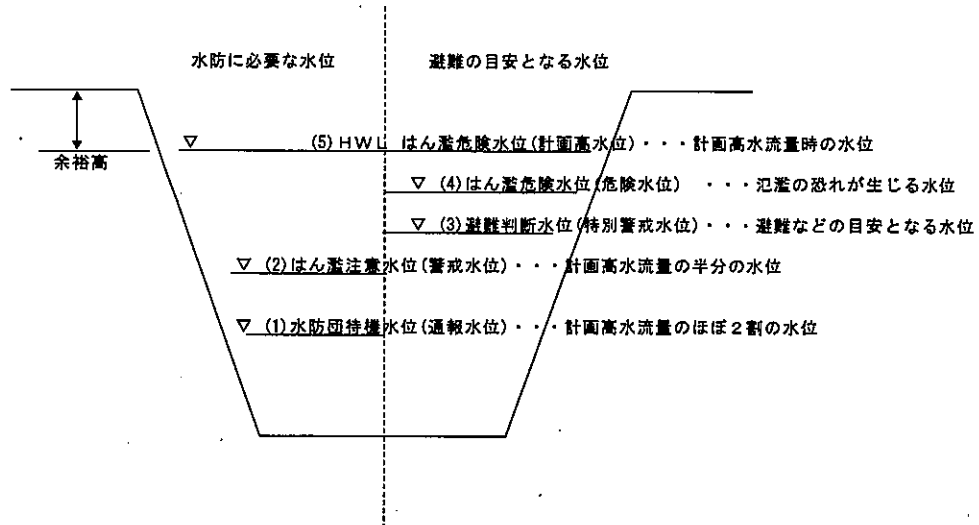 水防に必要な水位
避難の目安となる水位
▽ (5)HWL はん濫危険水位(計画高水位)・・・計画高水流量時の水位
余裕高
▽ (4)はん濫危険水位(危険水位) ・・・氾濫の恐れが生じる水位
▽ (3)避難判断水位(特別警戒水位)・・・避難などの目安となる水位
▽ (2)はん濫注意水位(警戒水位)・・・計画高水流量の半分の水位
▽ (1)水防団待機水位(通報水位)・・・計画高水流量のほぼ2割の水位